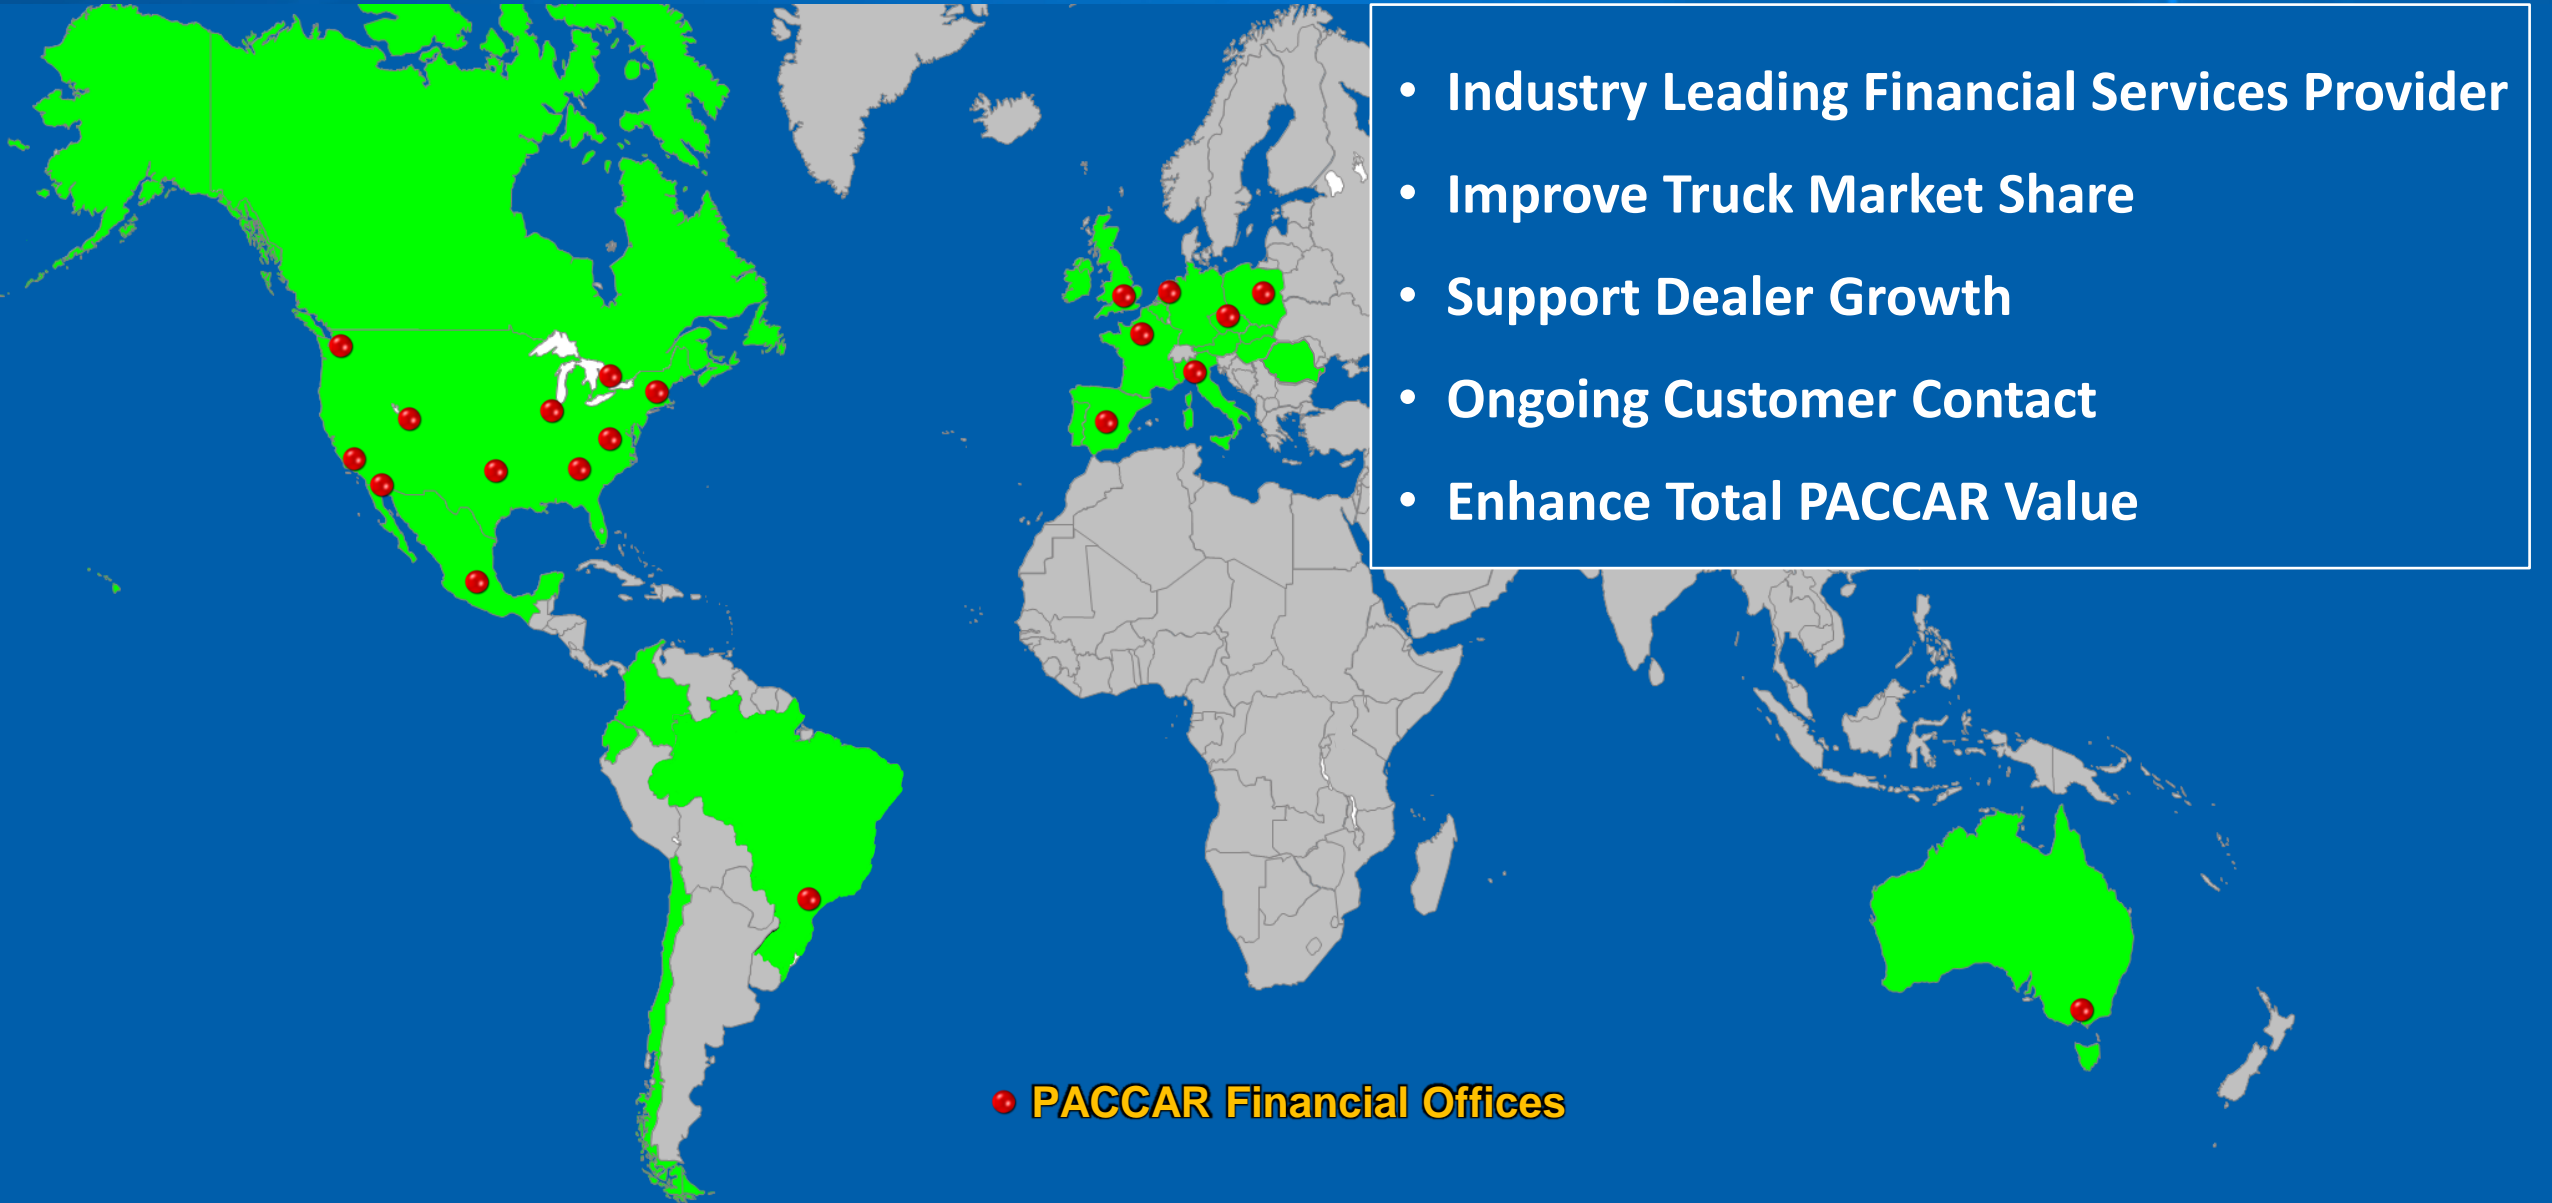 • Industry Leading Financial Services Provider
• Improve Truck Market Share
• Support Dealer Growth
• Ongoing Customer Contact
• Enhance Total PACCAR Value
PACCAR Financial Offices